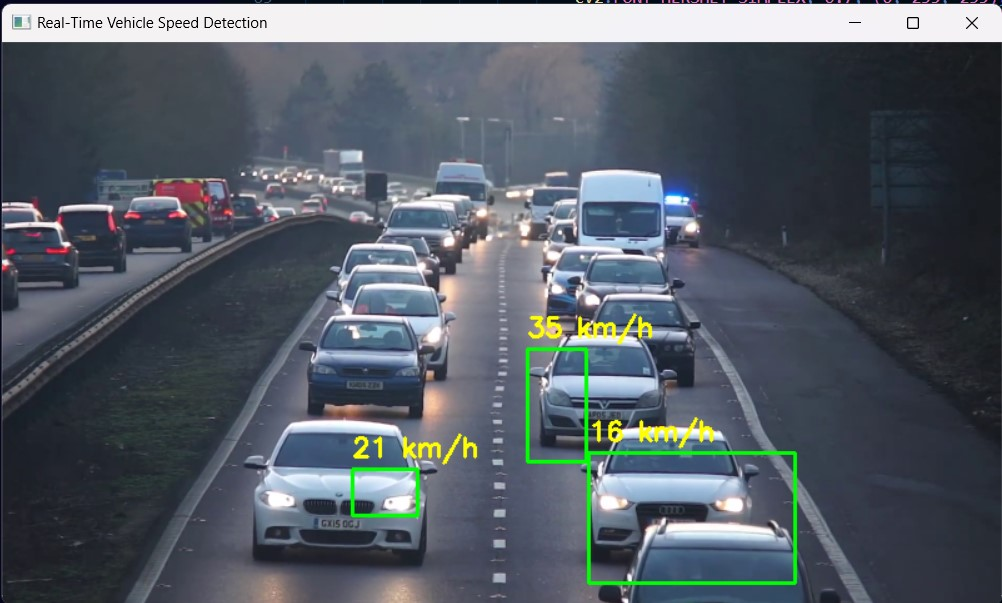 Real-Time Vehicle Speed Detection
35 km/h
16 km/h
21 km/h
GX15 OGJ